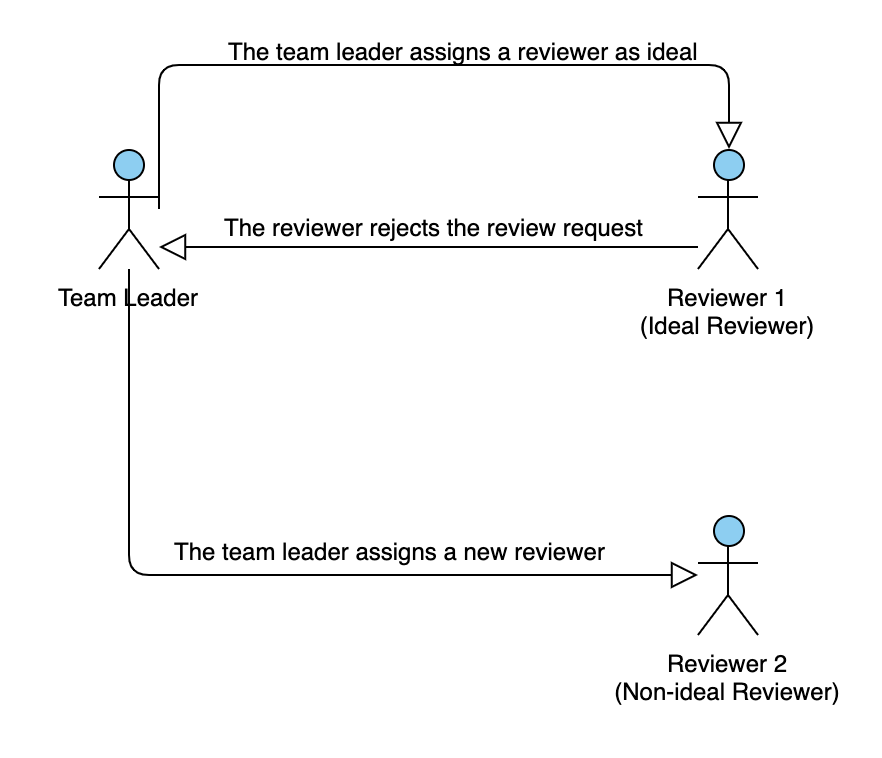 The team leader assigns a reviewer as ideal
The reviewer rejects the review request
Team Leader
Reviewer 1
(Ideal Reviewer)
The team leader assigns a new reviewer
Reviewer 2
(Non-ideal Reviewer)